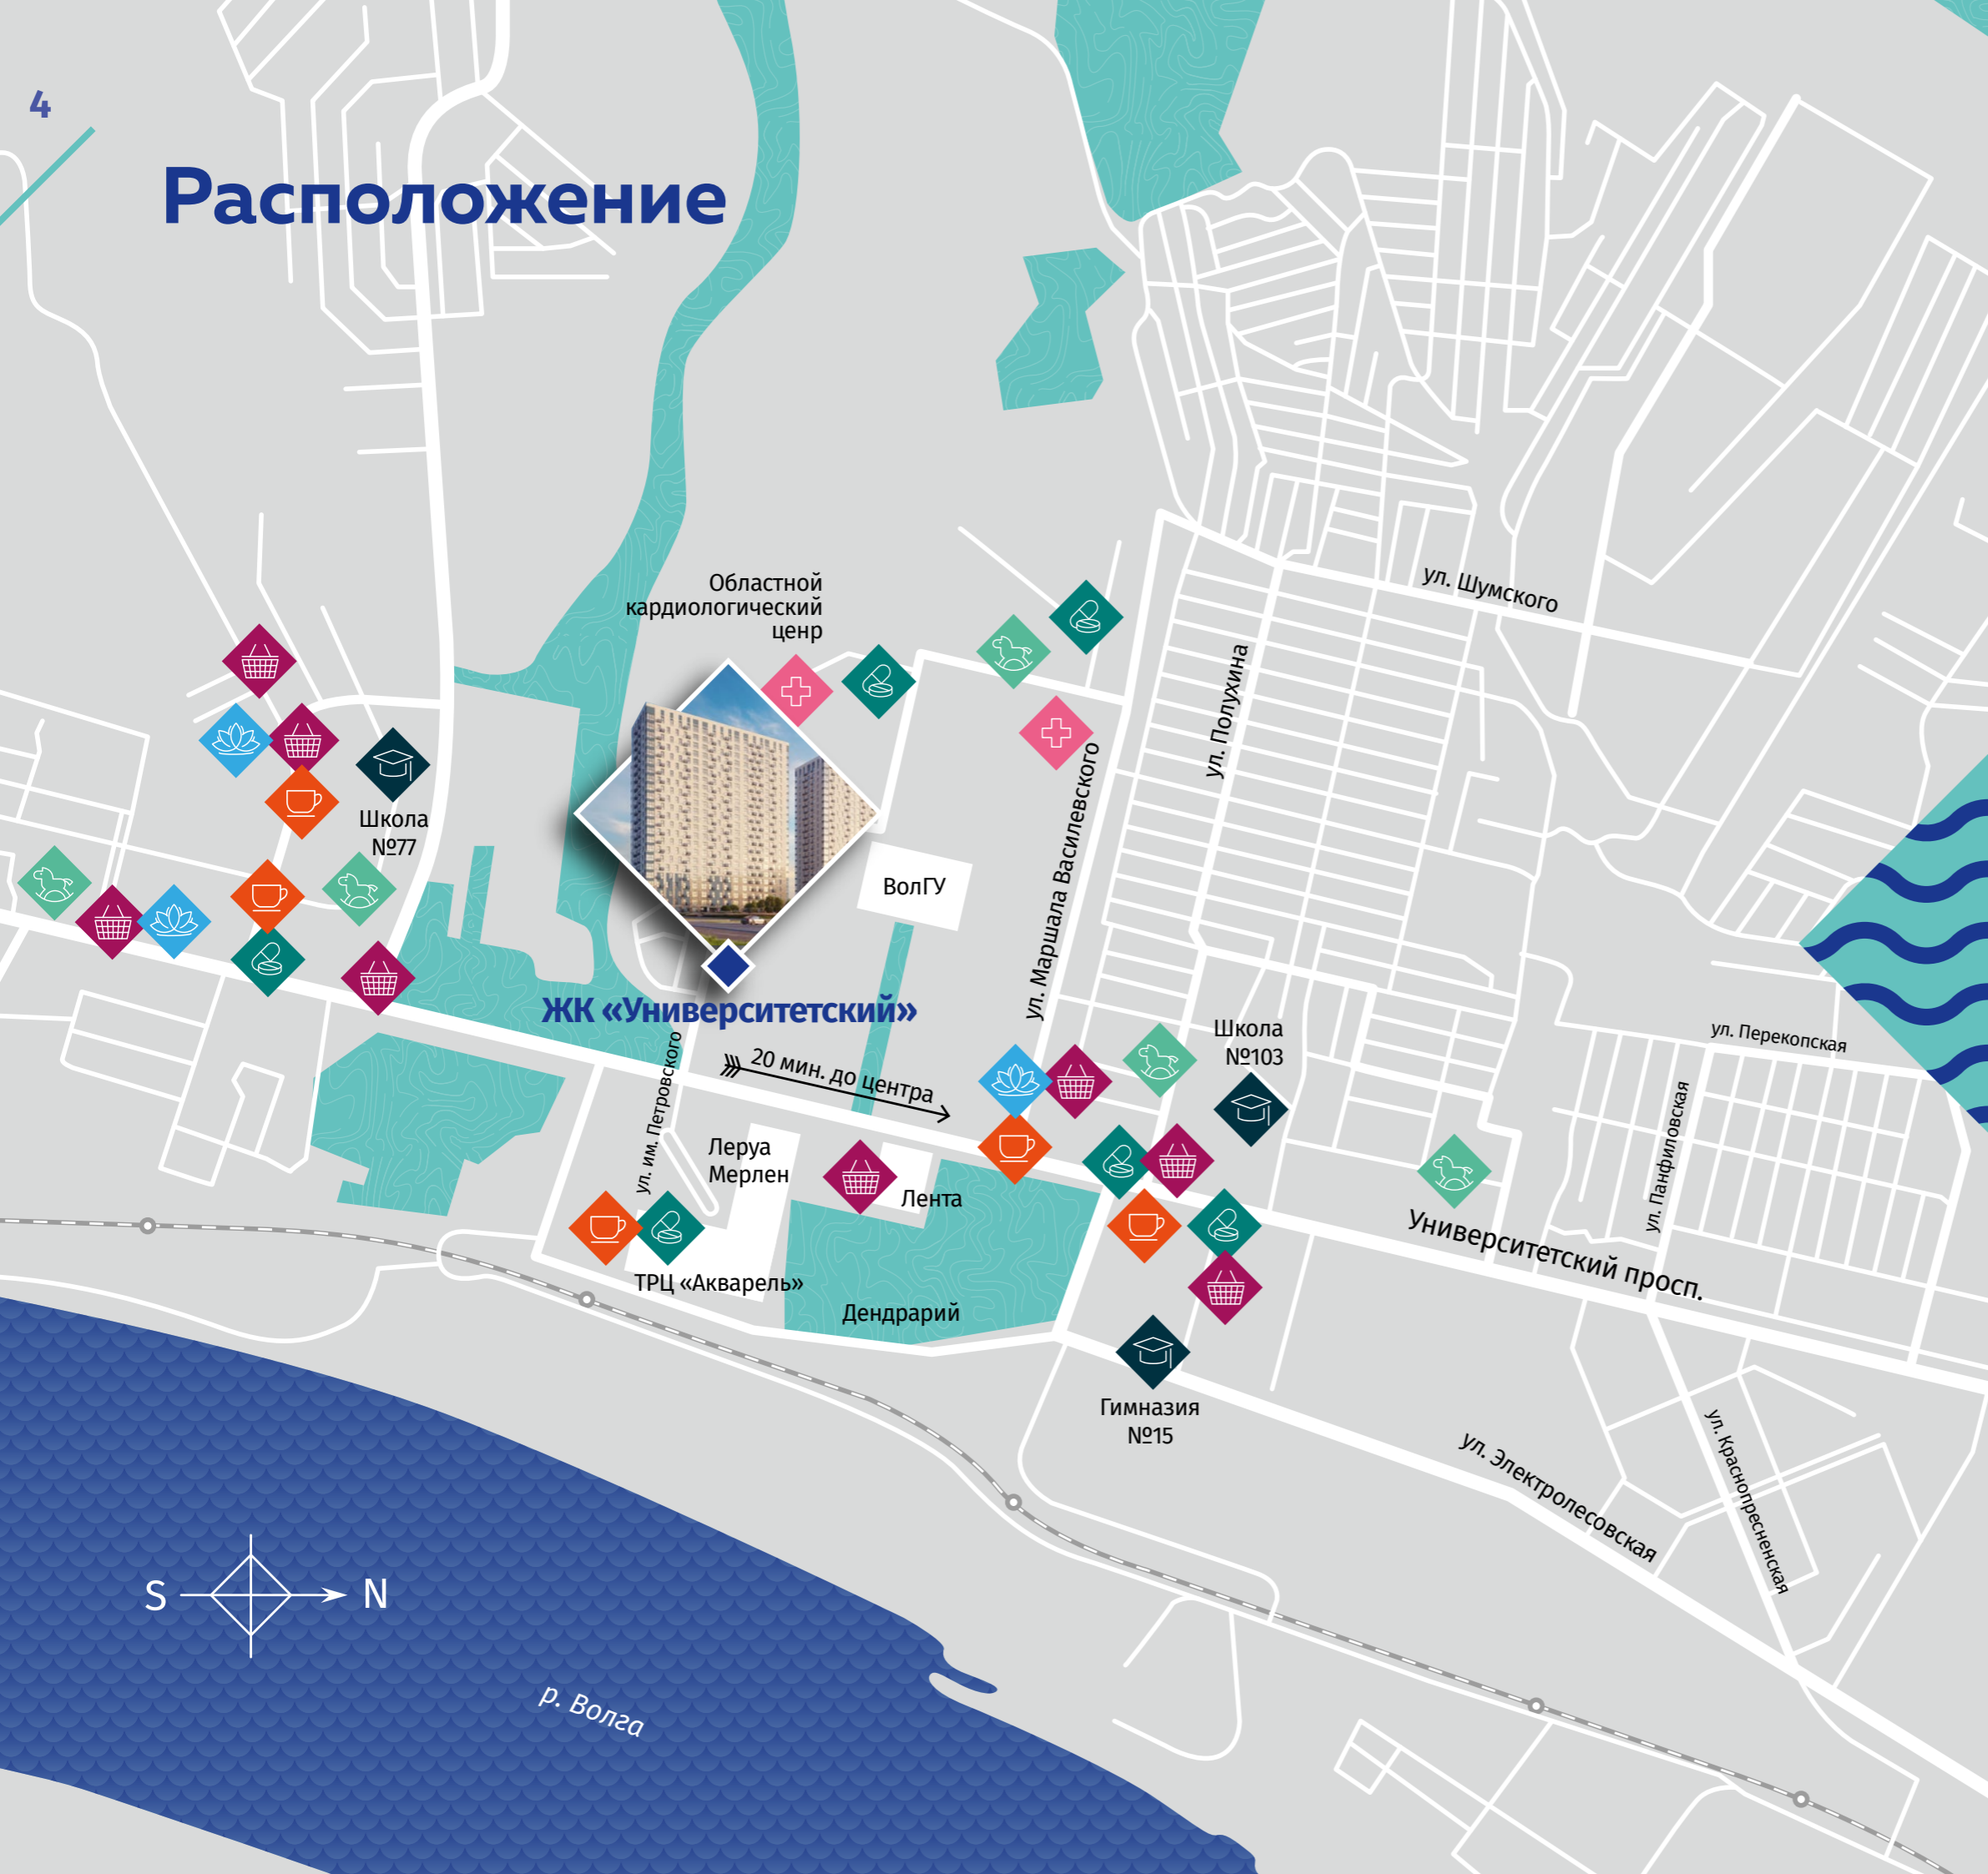 4
Расположение
Областной
кардиологический
ценр
ул. Шумского
ул. Полухина
ул. Маршала Василевского
Школа
№77
ВолГУ
ЖК «Университетский»
20 мин. до центра
ул. им. Петровского
Школа
№103
ул. Перекопская
ул. Панфиловская
Леруа
Мерлен
Лента
Университетский просп.
ТРЦ «Акварель»
Дендрарий
Гимназия
№15
ул. Электролесовская
ул. Краснопресненская
S
N
р. Волга